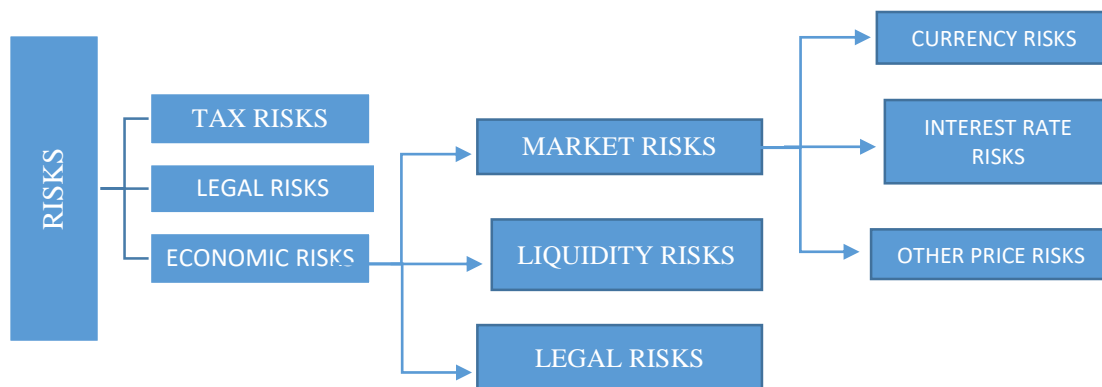 RISKS
TAX RISKS
LEGAL RISKS
ECONOMIC RISKS
MARKET RISKS
LIQUIDITY RISKS
LEGAL RISKS
CURRENCY RISKS
INTEREST RATE
RISKS
OTHER PRICE RISKS